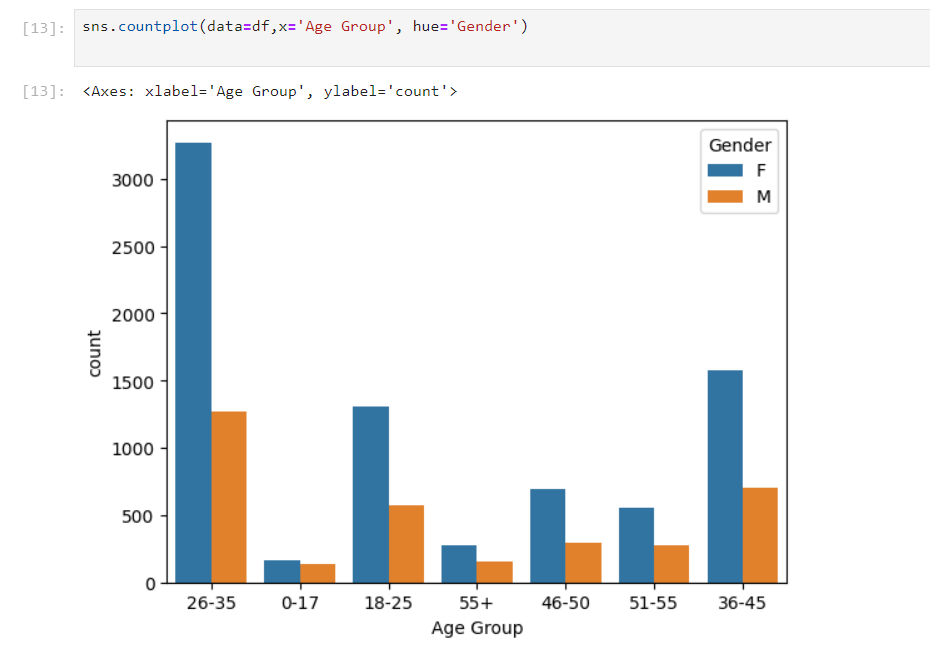 [13]: sns.countplot(data=df,x='Age Group', hue='Gender')
[13]: <Axes: xlabel='Age Group', ylabel='count'>
Gender
F
M
3000
2500
2000
1500
1000
500
0
count
26-35 0-17 18-25 55+ 46-50 51-55 36-45
Age Group